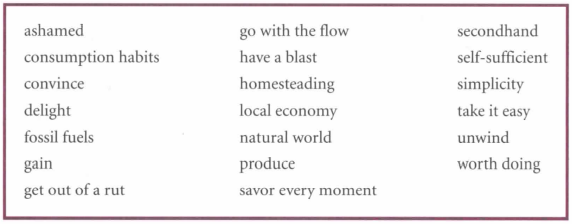 ashamed
consumption habits
convince
delight
fossil fuels
gain
get out of a rut
go with the flow
have a blast
homesteading
local economy
natural world
produce
savor every moment
secondhand
self-sufficient
simplicity
take it easy
unwind
worth doing